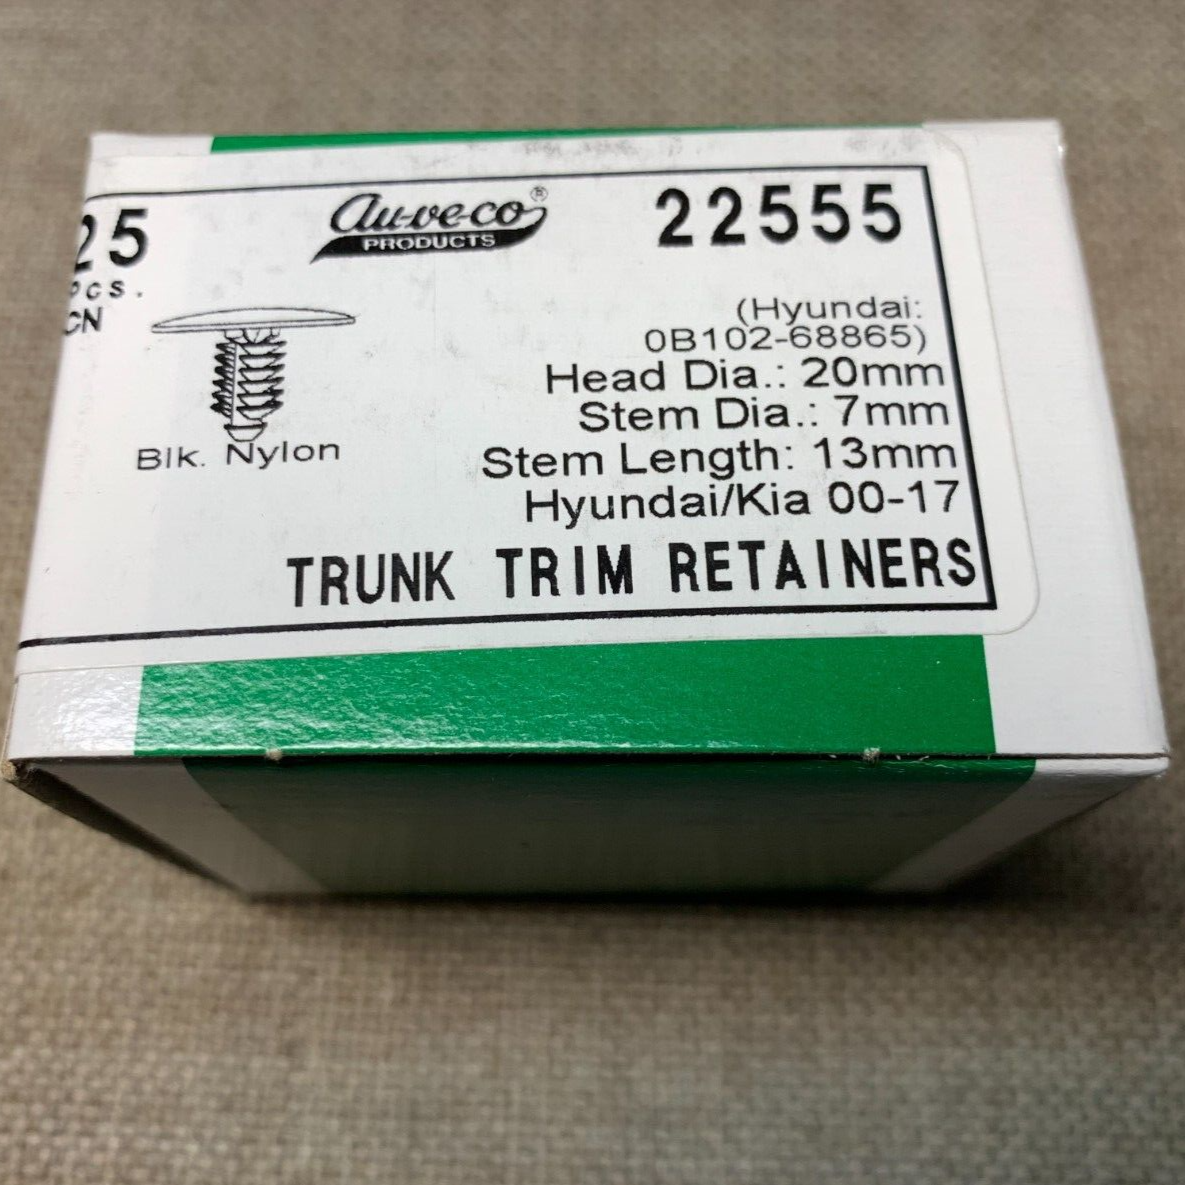 25
PCS.
CN
Au-ve-co®
PRODUCTS
22555
(Hyundai:
0B102-68865)
Head Dia.: 20mm
Stem Dia.: 7mm
Stem Length: 13mm
Hyundai/Kia 00-17
Blk. Nylon
TRUNK TRIM RETAINERS